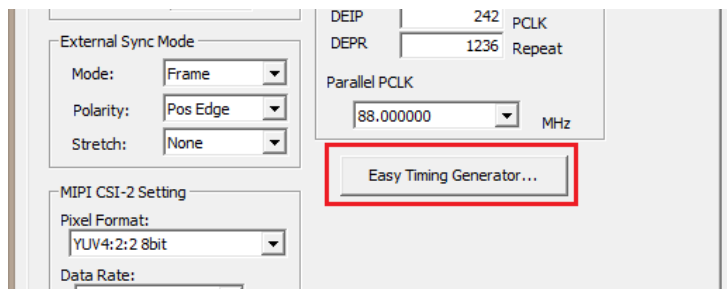 External Sync Mode
Mode: Frame
Polarity: Pos Edge
Stretch: None
MIPI CSI-2 Setting
Pixel Format:
YUV4:2:2 8bit
Data Rate:
DEIP 242 PCLK
DEPR 1236 Repeat
Parallel PCLK
88.000000 MHz
Easy Timing Generator...